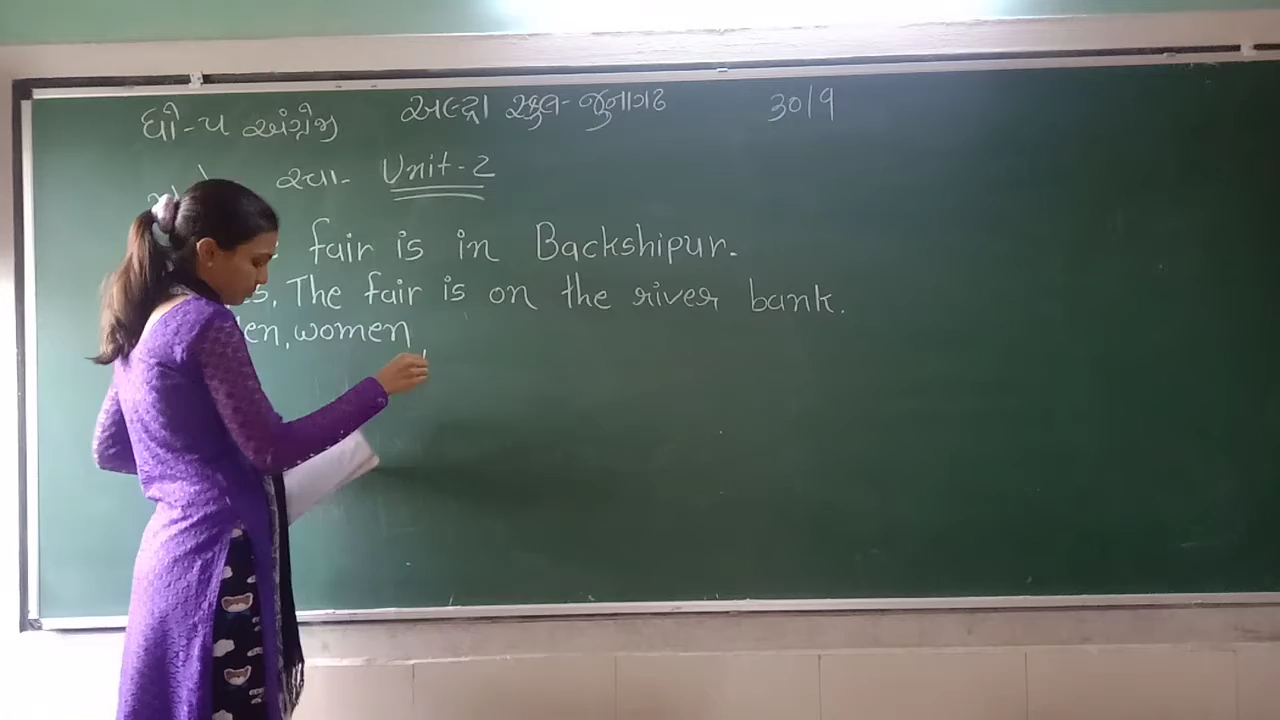 ધો-૫ અંગ્રેજી અલ્ટ્રા સ્કુલ-જુનાગઢ 30/9
સ્વા- Unit-2
fair is in Backshipur.
The fair is on the river bank.
women